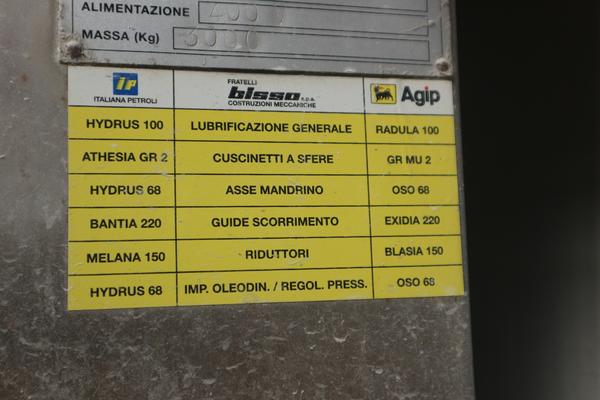 ALIMENTAZIONE
MASSA (Kg) 3000
IP
ITALIANA PETROLI
FRATELLI
bisso S.p.A.
COSTRUZIONI MECCANICHE
Agip
HYDRUS 100 LUBRIFICAZIONE GENERALE RADULA 100
ATHESIA GR 2 CUSCINETTI A SFERE GR MU 2
HYDRUS 68 ASSE MANDRINO OSO 68
BANTIA 220 GUIDE SCORRIMENTO EXIDIA 220
MELANA 150 RIDUTTORI BLASIA 150
HYDRUS 68 IMP. OLEODIN. / REGOL. PRESS. OSO 68